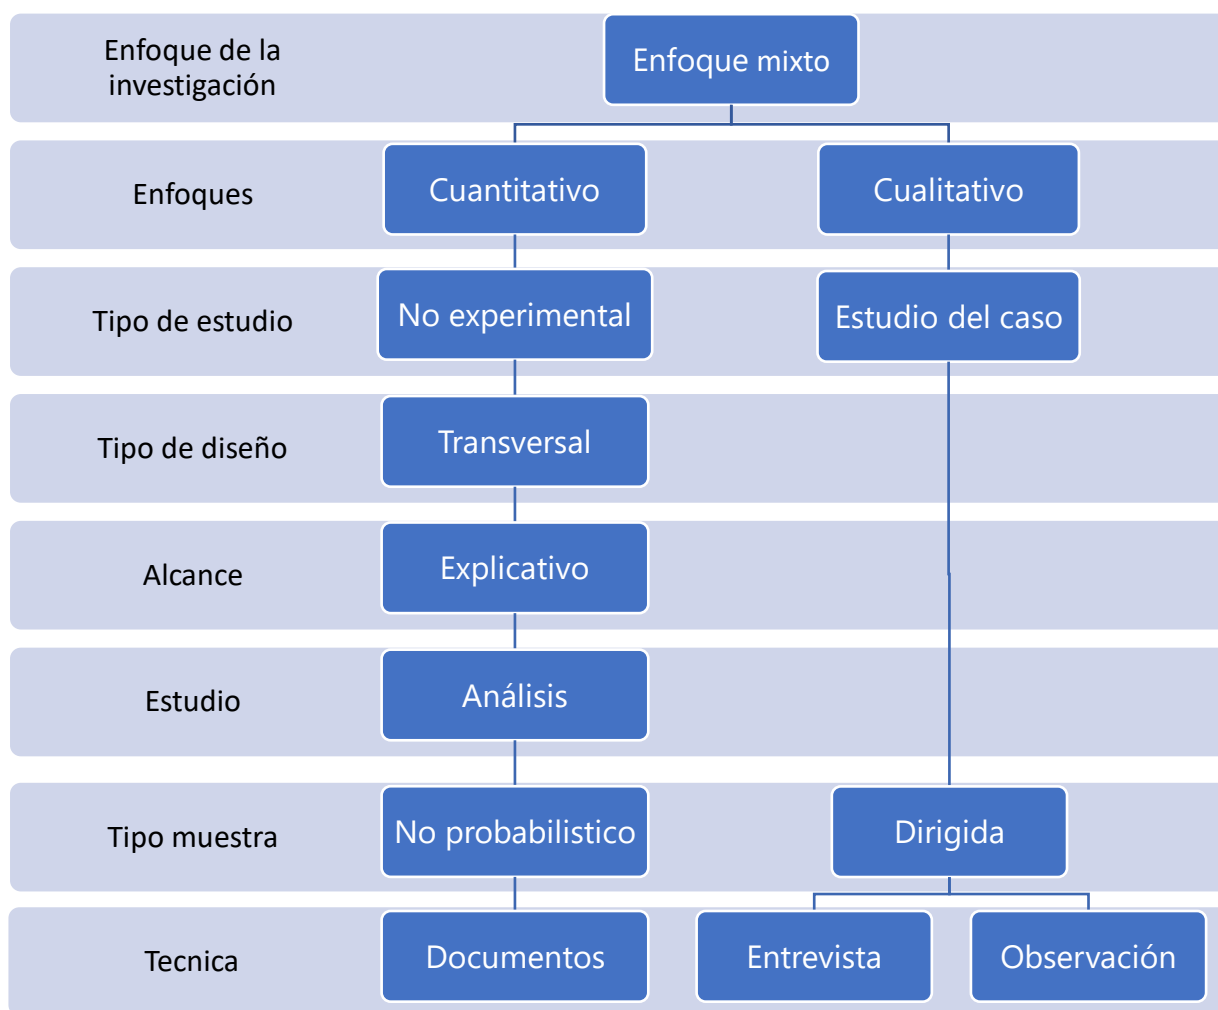 Enfoque de la
investigación
Enfoque mixto
Enfoques
Cuantitativo
Cualitativo
Tipo de estudio
No experimental
Estudio del caso
Tipo de diseño
Transversal
Alcance
Explicativo
Estudio
Análisis
Tipo muestra
No probabilistico
Dirigida
Tecnica
Documentos
Entrevista
Observación